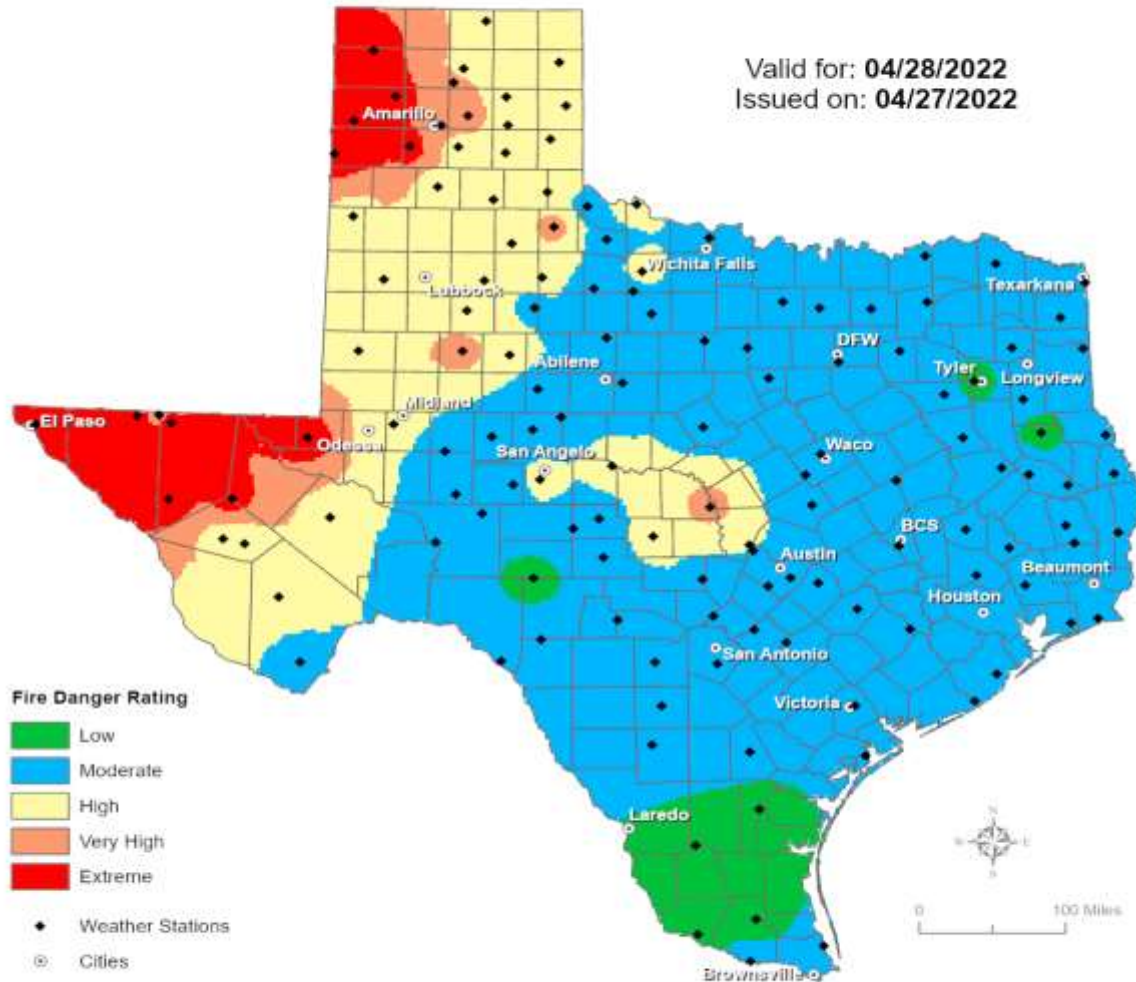 Valid for: 04/28/2022
Issued on: 04/27/2022
Amarillo
Wichita Falls
Lubbock
Texarkana
DFW
Abilene
Tyler
Longview
Midland
El Paso
Odessa
San Angelo
Waco
BCS
Austin
Beaumont
Houston
San Antonio
Victoria
Laredo
Brownsville
Fire Danger Rating
Low
Moderate
High
Very High
Extreme
Weather Stations
Cities
N
W E
S
0 100 Miles